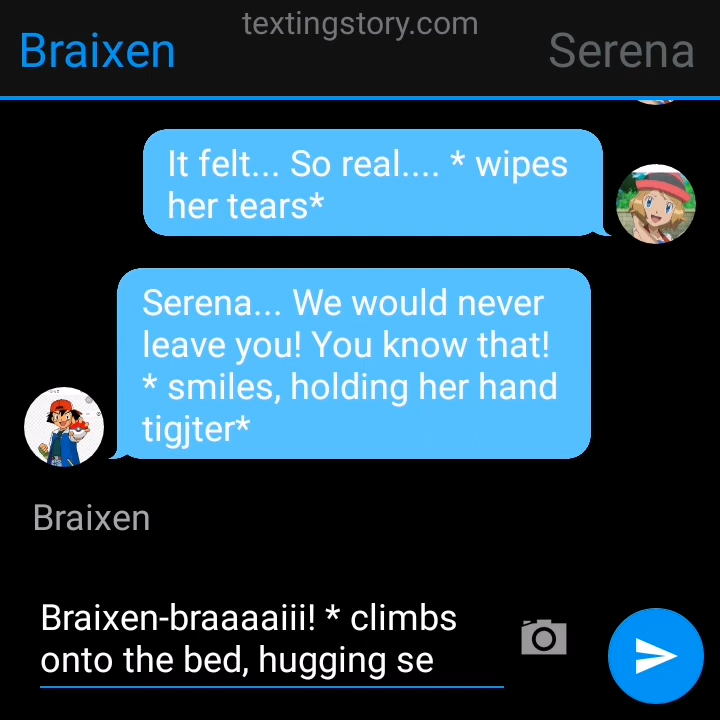 textingstory.com
Braixen
Serena
It felt... So real.... * wipes
her tears*
Serena... We would never
leave you! You know that!
* smiles, holding her hand
tigjter*
Braixen
Braixen-braaaaiii! * climbs
onto the bed, hugging se